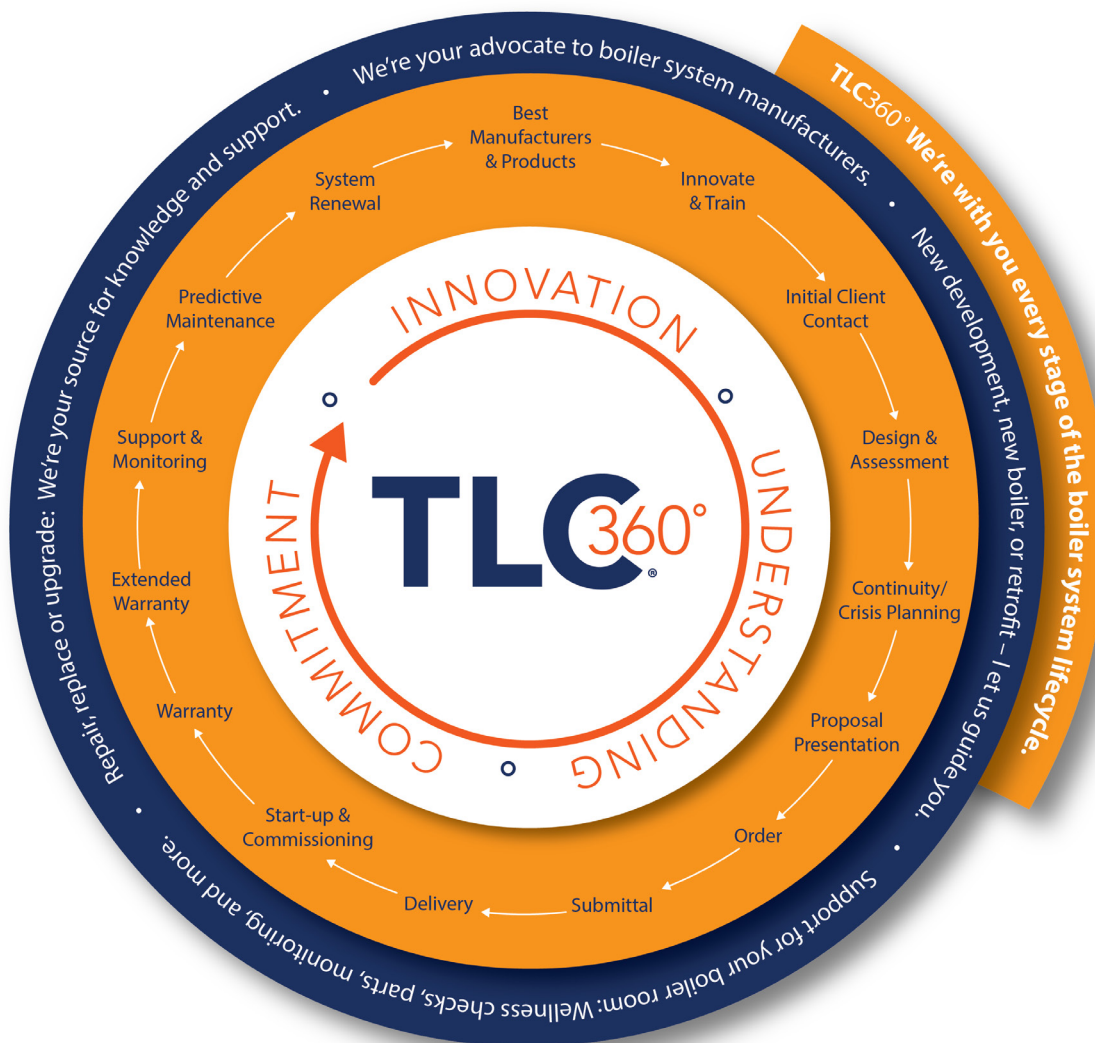 We're your advocate to boiler system manufacturers.
•
New development, new boiler, or retrofit – let us guide you.
•
Support for your boiler room: Wellness checks, parts, monitoring, and more.
•
Repair, replace or upgrade: We're your source for knowledge and support.
•
TLC360° We're with you every stage of the boiler system lifecycle.
Best
Manufacturers
& Products
Innovate
& Train
Initial Client
Contact
Design &
Assessment
Continuity/
Crisis Planning
Proposal
Presentation
Order
Submittal
Delivery
Start-up &
Commissioning
Warranty
Extended
Warranty
Support &
Monitoring
Predictive
Maintenance
System
Renewal
INNOVATION
UNDERSTANDING
COMMITMENT
TLC360°®